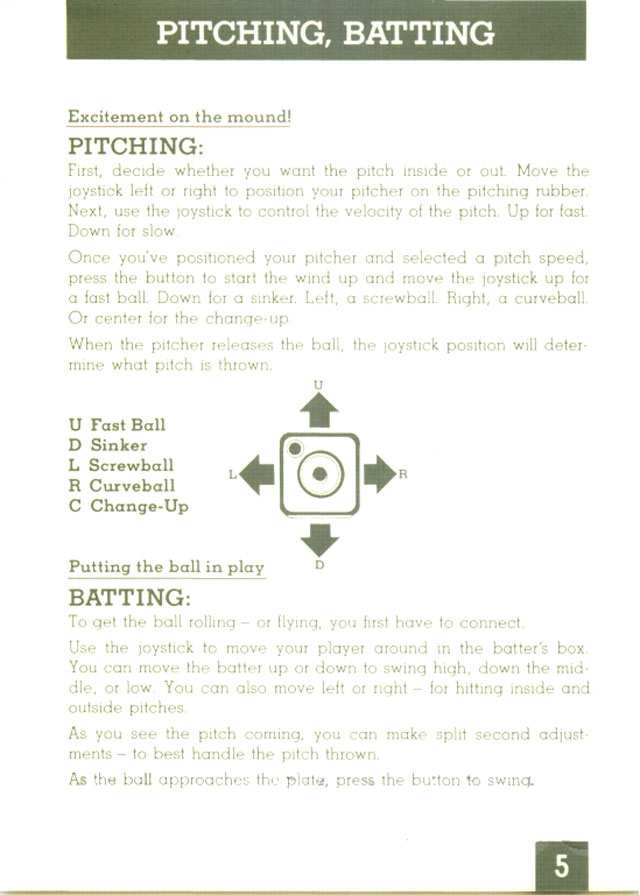 PITCHING, BATTING
Excitement on the mound!
PITCHING:
First, decide whether you want the pitch inside or out. Move the
joystick left or right to position your pitcher on the pitching rubber.
Next, use the joystick to control the velocity of the pitch. Up for fast.
Down for slow.
Once you've positioned your pitcher and selected a pitch speed,
press the button to start the wind up and move the joystick up for
a fast ball. Down for a sinker. Left, a screwball. Right, a curveball.
Or center for the change-up.
When the pitcher releases the ball, the joystick position will deter-
mine what pitch is thrown.
U
U Fast Ball
D Sinker
L Screwball
R Curveball
C Change-Up
L
R
D
Putting the ball in play
BATTING:
To get the ball rolling – or flying, you first have to connect.
Use the joystick to move your player around in the batter's box.
You can move the batter up or down to swing high, down the mid-
dle, or low. You can also move left or right – for hitting inside and
outside pitches.
As you see the pitch coming, you can make split second adjust-
ments – to best handle the pitch thrown.
As the ball approaches the plate, press the button to swing.
5